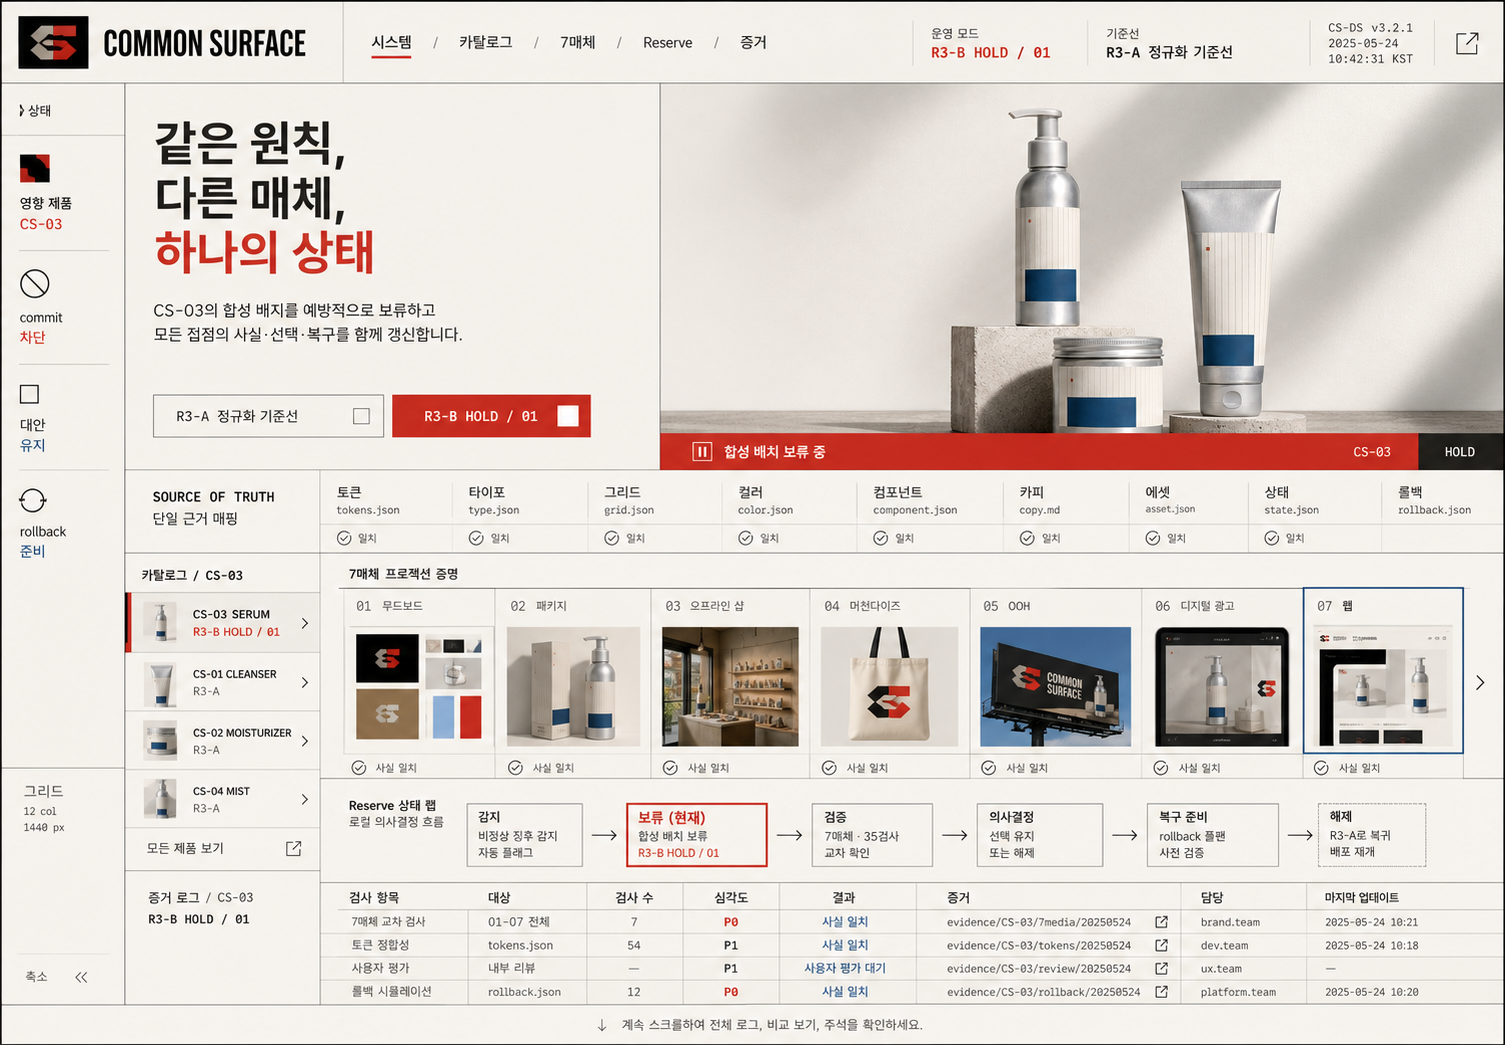 COMMON SURFACE
시스템 / 카탈로그 / 7매체 / Reserve / 증거
운영 모드
R3-B HOLD / 01
기준선
R3-A 정규화 기준선
CS-DS v3.2.1
2025-05-24
10:42:31 KST
상태
영향 제품
CS-03
commit
차단
대안
유지
rollback
준비
같은 원칙,
다른 매체,
하나의 상태
CS-03의 합성 배지를 예방적으로 보류하고
모든 접점의 사실·선택·복구를 함께 갱신합니다.
R3-A 정규화 기준선
R3-B HOLD / 01
합성 배치 보류 중
CS-03
HOLD
SOURCE OF TRUTH
단일 근거 매핑
토큰
tokens.json
일치
타이포
type.json
일치
그리드
grid.json
일치
컬러
color.json
일치
컴포넌트
component.json
일치
카피
copy.md
일치
에셋
asset.json
일치
상태
state.json
일치
롤백
rollback.json
카탈로그 / CS-03
CS-03 SERUM
R3-B HOLD / 01
CS-01 CLEANSER
R3-A
CS-02 MOISTURIZER
R3-A
CS-04 MIST
R3-A
모든 제품 보기
증거 로그 / CS-03
R3-B HOLD / 01
그리드
12 col
1440 px
축소
7매체 프로젝션 증명
01 무드보드
사실 일치
02 패키지
사실 일치
03 오프라인 샵
사실 일치
04 머천다이즈
사실 일치
05 OOH
COMMON
SURFACE
사실 일치
06 디지털 광고
사실 일치
07 웹
사실 일치
Reserve 상태 랩
로컬 의사결정 흐름
감지
비정상 징후 감지
자동 플래그
보류 (현재)
합성 배치 보류
R3-B HOLD / 01
검증
7매체 · 35검사
교차 확인
의사결정
선택 유지
또는 해제
복구 준비
rollback 플랜
사전 검증
해제
R3-A로 복귀
배포 재개
검사 항목 대상 검사 수 심각도 결과 증거 담당 마지막 업데이트
7매체 교차 검사 01-07 전체 7 P0 사실 일치 evidence/CS-03/7media/20250524 brand.team 2025-05-24 10:21
토큰 정합성 tokens.json 54 P1 사실 일치 evidence/CS-03/tokens/20250524 dev.team 2025-05-24 10:18
사용자 평가 내부 리뷰 — P1 사용자 평가 대기 evidence/CS-03/review/20250524 ux.team —
롤백 시뮬레이션 rollback.json 12 P0 사실 일치 evidence/CS-03/rollback/20250524 platform.team 2025-05-24 10:20
↓ 계속 스크를하여 전체 로그, 비교 보기, 주석을 확인하세요.